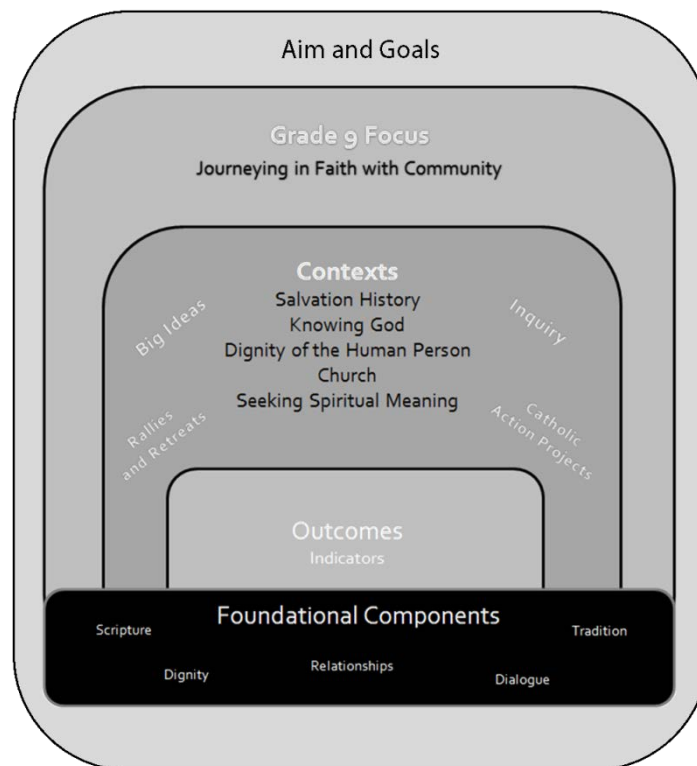 Aim and Goals
Grade 9 Focus
Journeying in Faith with Community
Contexts
Salvation History
Knowing God
Dignity of the Human Person
Church
Seeking Spiritual Meaning
Big Ideas
Inquiry
Rallies
and Retreats
Catholic
Action Projects
Outcomes
Indicators
Foundational Components
Scripture
Tradition
Dignity
Relationships
Dialogue